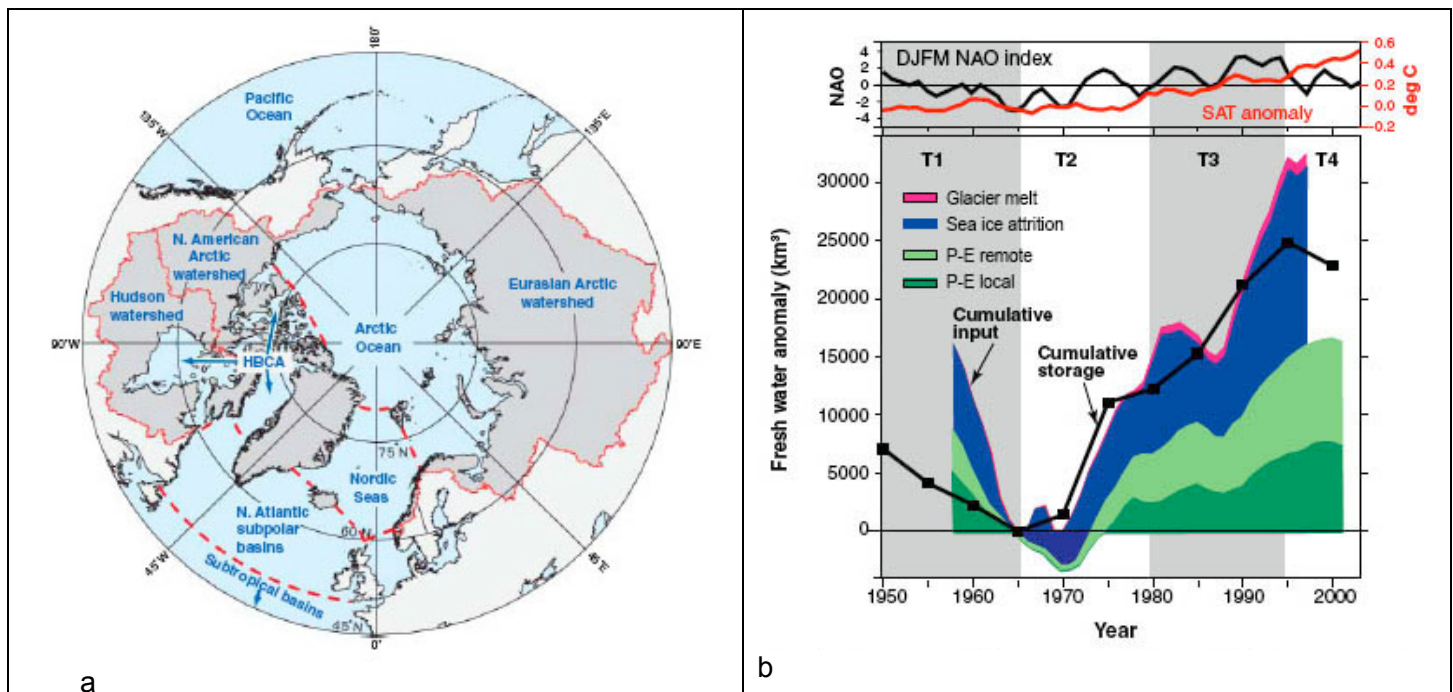 180°
135°W
135°E
Pacific
Ocean
N. American
Arctic
watershed
Hudson
watershed
Eurasian Arctic
watershed
Arctic
Ocean
90°W
90°E
HBCA
75 N
Nordic
Seas
N. Atlantic
subpolar
basins
60 N
45°W
45°E
Subtropical basins
45°N
0°
a
DJFM NAO index
SAT anomaly
NAO
4
2
0
-2
-4
0.6
0.4
0.2
0.0
0.2
deg C
T1
T2
T3
T4
Glacier melt
Sea ice attrition
P-E remote
P-E local
Cumulative
input
Cumulative
storage
Fresh water anomaly (km³)
30000
25000
20000
15000
10000
5000
0
1950
1960
1970
1980
1990
2000
Year
b